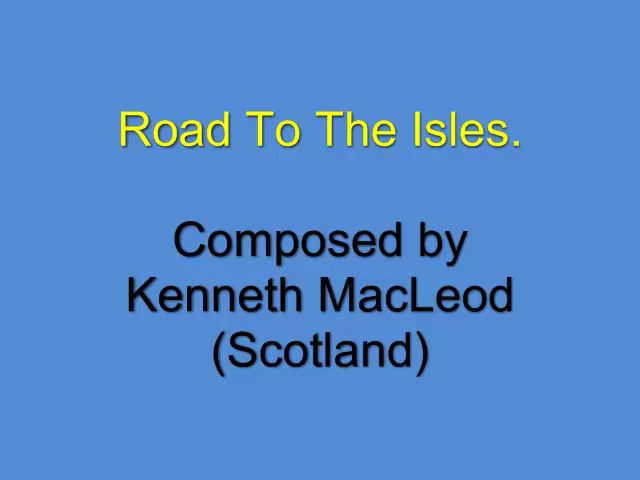 Road To The Isles.
Composed by
Kenneth MacLeod
(Scotland)